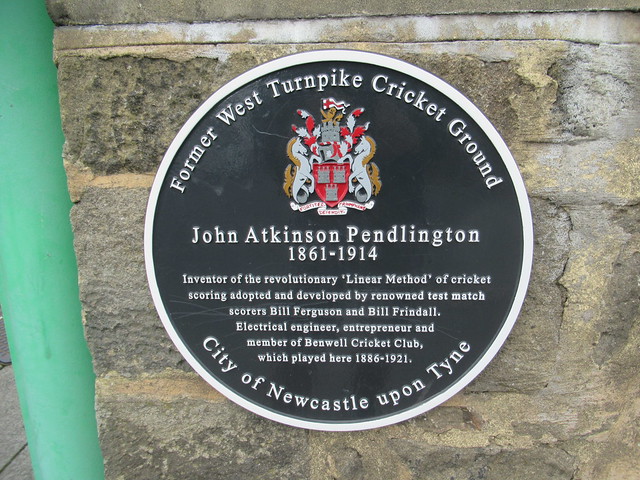 Former West Turnpike Cricket Ground
John Atkinson Pendlington
1861-1914
Inventor of the revolutionary 'Linear Method' of cricket
scoring adopted and developed by renowned test match
scorers Bill Ferguson and Bill Frindall.
Electrical engineer, entrepreneur and
member of Benwell Cricket Club,
which played here 1886-1921.
City of Newcastle upon Tyne